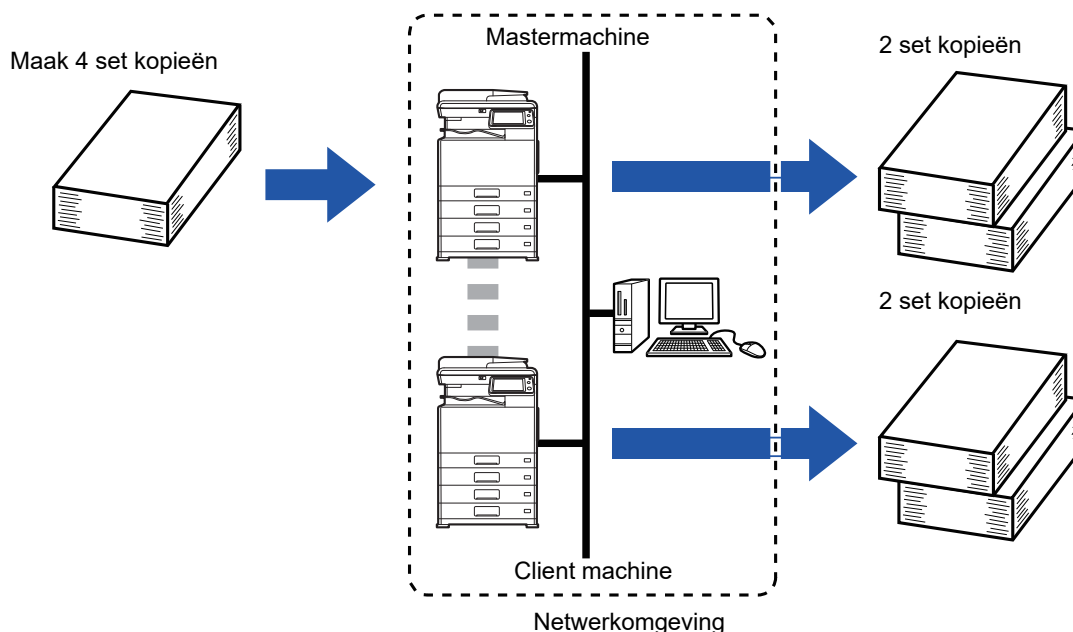 Maak 4 set kopieën
Mastermachine
2 set kopieën
2 set kopieën
Client machine
Netwerkomgeving